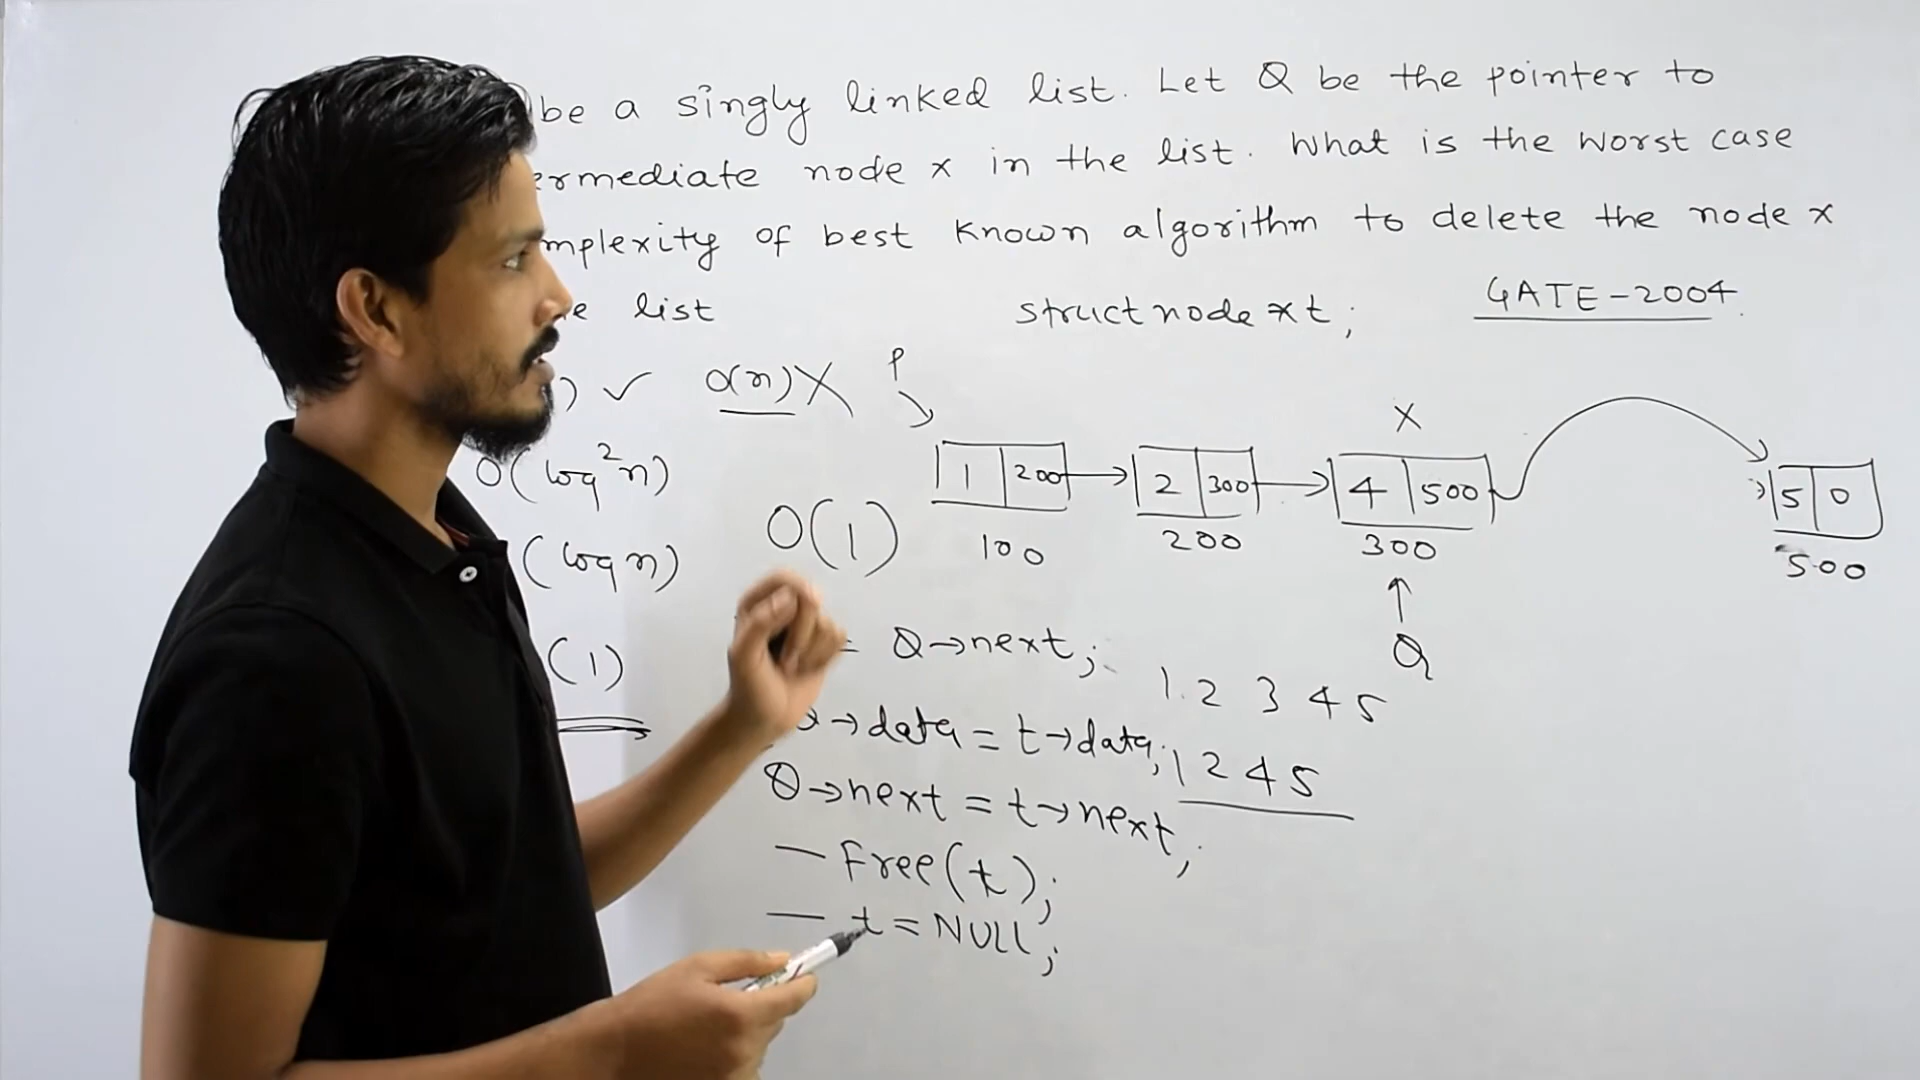 be a singly linked list. Let Q be the pointer to
ermediate node x in the list. What is the worst case
mplexity of best known algorithm to delete the node x
e list
struct node *t;
GATE-2004
) ✓ O(n) X
P
X
1 200 → 2 300 → 4 500 5 0
100 200 300 500
Q
O(log²n)
(log n)
O(1)
(1)
= Q→next;
→data = t→data;
Q→next = t→next;
— Free(t);
— t = NULL;
1. 2 3 4 5
1 2 4 5